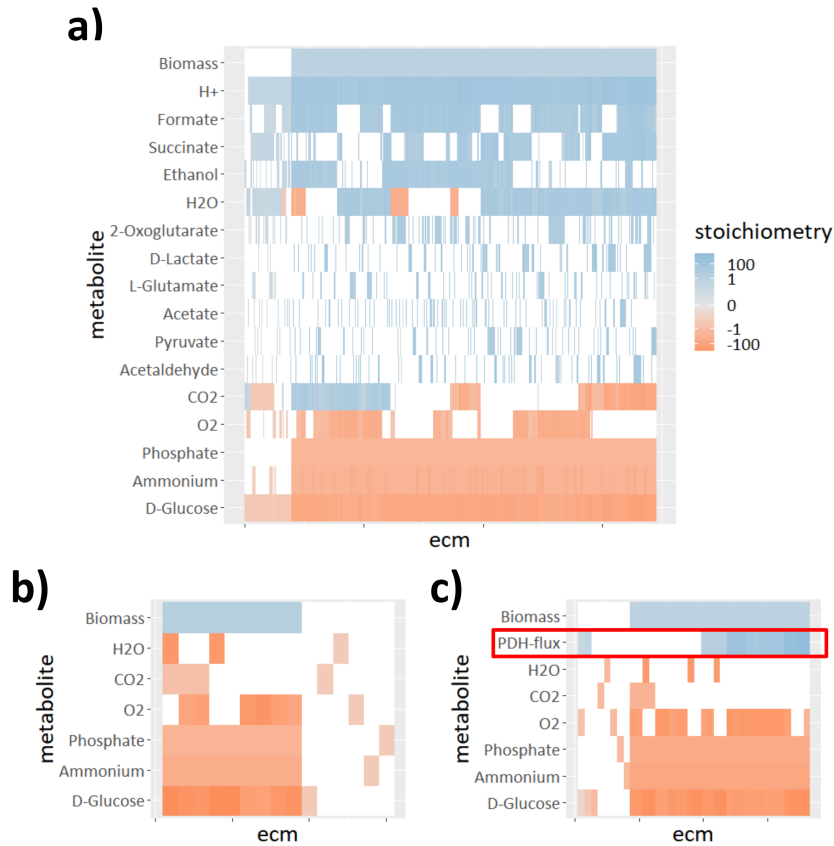 a)
Biomass
H+
Formate
Succinate
Ethanol
H2O
2-Oxoglutarate
D-Lactate
L-Glutamate
Acetate
Pyruvate
Acetaldehyde
CO2
O2
Phosphate
Ammonium
D-Glucose
metabolite
ecm
stoichiometry
100
1
0
-1
-100
b)
Biomass
H2O
CO2
O2
Phosphate
Ammonium
D-Glucose
metabolite
ecm
c)
Biomass
PDH-flux
H2O
CO2
O2
Phosphate
Ammonium
D-Glucose
metabolite
ecm